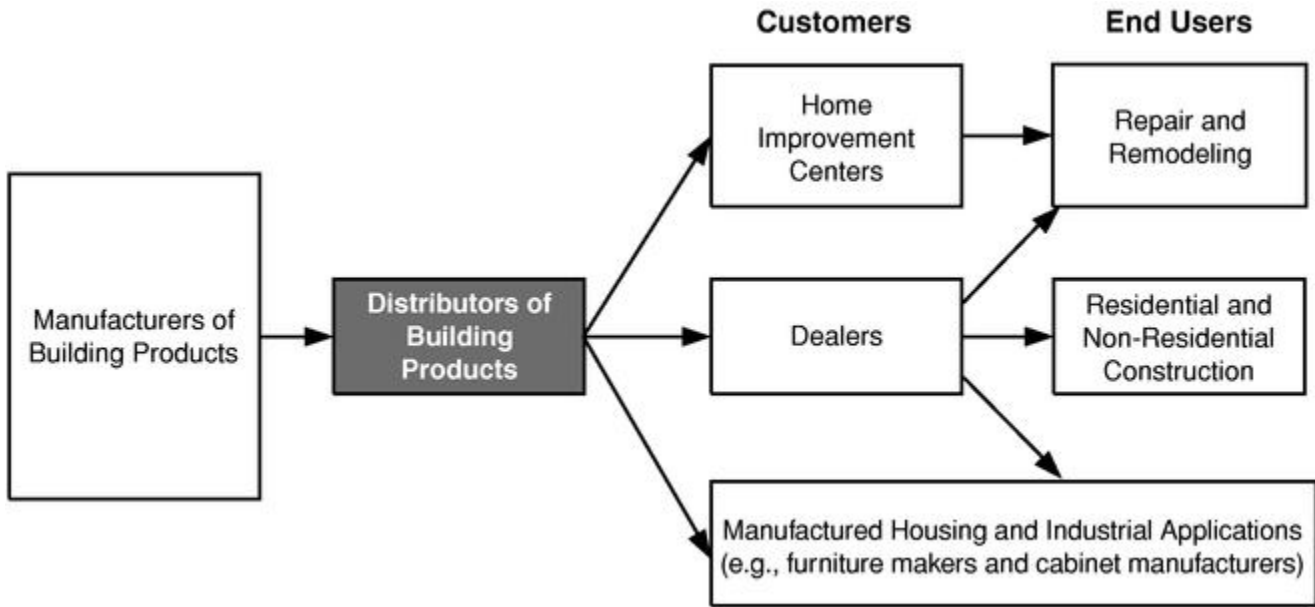 Customers
End Users
Home
Improvement
Centers
Repair and
Remodeling
Manufacturers of
Building Products
Distributors of
Building
Products
Dealers
Residential and
Non-Residential
Construction
Manufactured Housing and Industrial Applications
(e.g., furniture makers and cabinet manufacturers)